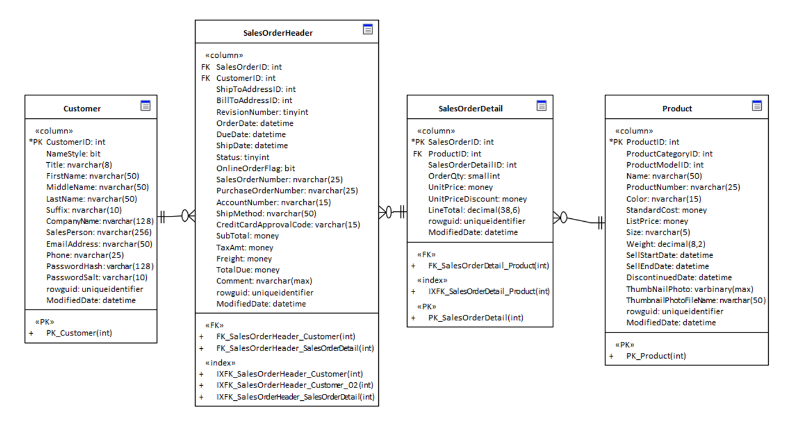 Customer
«column»
*PK CustomerID: int
NameStyle: bit
Title: nvarchar(8)
FirstName: nvarchar(50)
MiddleName: nvarchar(50)
LastName: nvarchar(50)
Suffix: nvarchar(10)
CompanyName: nvarchar(128)
SalesPerson: nvarchar(256)
EmailAddress: nvarchar(50)
Phone: nvarchar(25)
PasswordHash: varchar(128)
PasswordSalt: varchar(10)
rowguid: uniqueidentifier
ModifiedDate: datetime
«PK»
+ PK_Customer(int)
SalesOrderHeader
«column»
FK SalesOrderID: int
FK CustomerID: int
ShipToAddressID: int
BillToAddressID: int
RevisionNumber: tinyint
OrderDate: datetime
DueDate: datetime
ShipDate: datetime
Status: tinyint
OnlineOrderFlag: bit
SalesOrderNumber: nvarchar(25)
PurchaseOrderNumber: nvarchar(25)
AccountNumber: nvarchar(15)
ShipMethod: nvarchar(50)
CreditCardApprovalCode: varchar(15)
SubTotal: money
TaxAmt: money
Freight: money
TotalDue: money
Comment: nvarchar(max)
rowguid: uniqueidentifier
ModifiedDate: datetime
«FK»
+ FK_SalesOrderHeader_Customer(int)
+ FK_SalesOrderHeader_SalesOrderDetail(int)
«index»
+ IXFK_SalesOrderHeader_Customer(int)
+ IXFK_SalesOrderHeader_Customer_02(int)
+ IXFK_SalesOrderHeader_SalesOrderDetail(int)
SalesOrderDetail
«column»
*PK SalesOrderID: int
FK ProductID: int
SalesOrderDetailID: int
OrderQty: smallint
UnitPrice: money
UnitPriceDiscount: money
LineTotal: decimal(38,6)
rowguid: uniqueidentifier
ModifiedDate: datetime
«FK»
+ FK_SalesOrderDetail_Product(int)
«index»
+ IXFK_SalesOrderDetail_Product(int)
«PK»
+ PK_SalesOrderDetail(int)
Product
«column»
*PK ProductID: int
ProductCategoryID: int
ProductModelID: int
Name: nvarchar(50)
ProductNumber: nvarchar(25)
Color: nvarchar(15)
StandardCost: money
ListPrice: money
Size: nvarchar(5)
Weight: decimal(8,2)
SellStartDate: datetime
SellEndDate: datetime
DiscontinuedDate: datetime
ThumbNailPhoto: varbinary(max)
ThumbnailPhotoFileName: nvarchar(50)
rowguid: uniqueidentifier
ModifiedDate: datetime
«PK»
+ PK_Product(int)